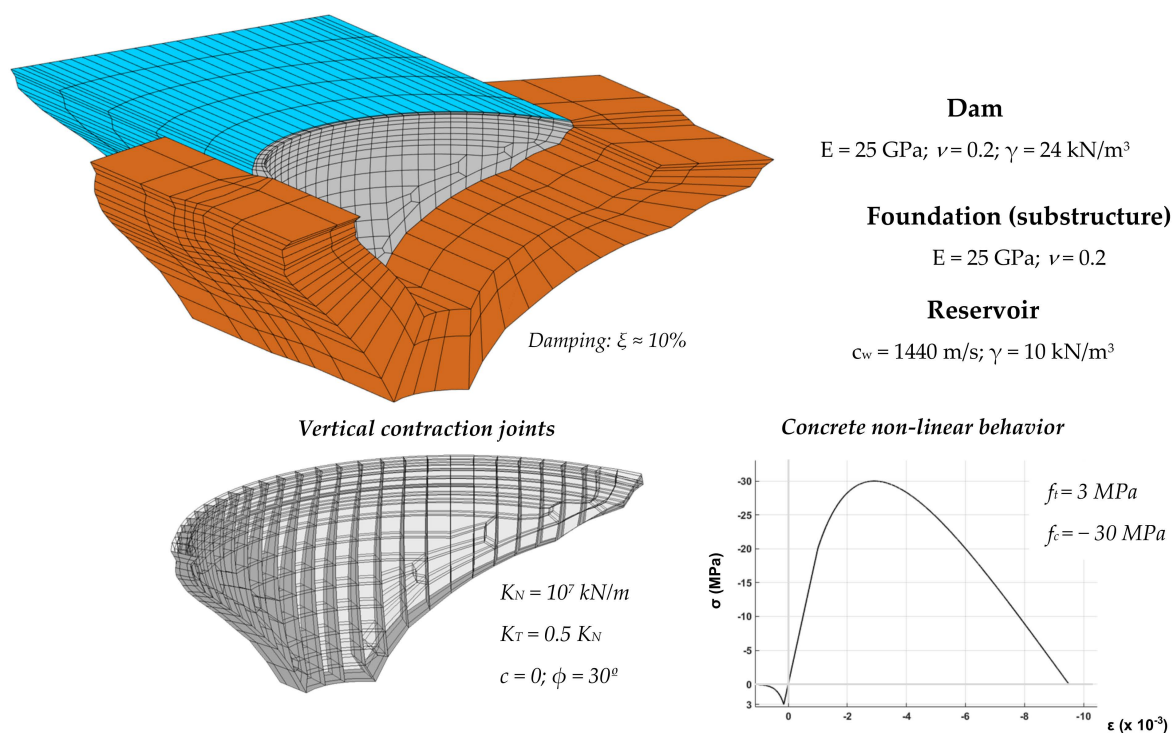 Dam
E = 25 GPa; ν = 0.2; γ = 24 kN/m³
Foundation (substructure)
E = 25 GPa; ν = 0.2
Reservoir
cw = 1440 m/s; γ = 10 kN/m³
Damping: ξ ≈ 10%
Vertical contraction joints
KN = 10⁷ kN/m
KT = 0.5 KN
c = 0; ϕ = 30º
Concrete non-linear behavior
ft = 3 MPa
fc = − 30 MPa
σ (MPa)
-30
-25
-20
-15
-10
-5
0
3
0 -2 -4 -6 -8 -10
ε (x 10⁻³)